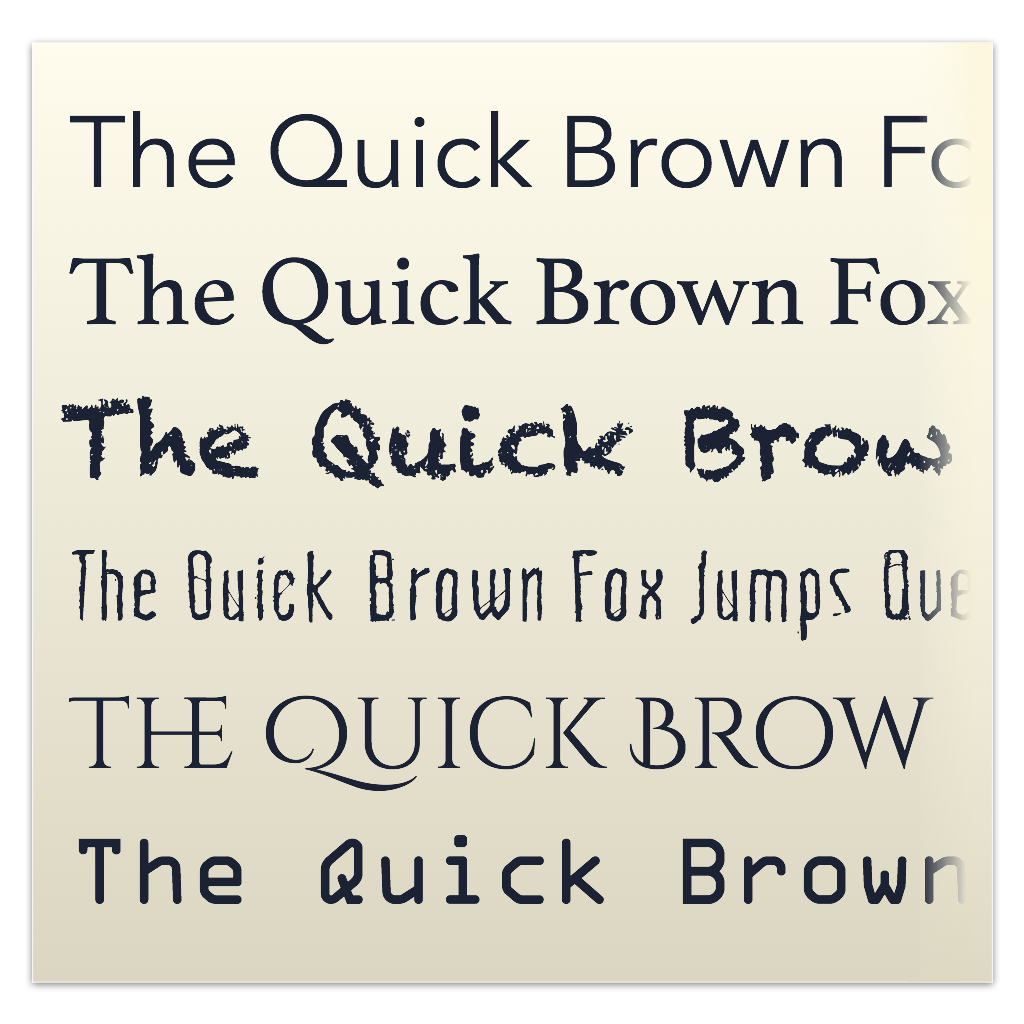 The Quick Brown Fo
The Quick Brown Fox
The Quick Brow
The Quick Brown Fox Jumps Ove
THE QUICK BROW
The Quick Brown